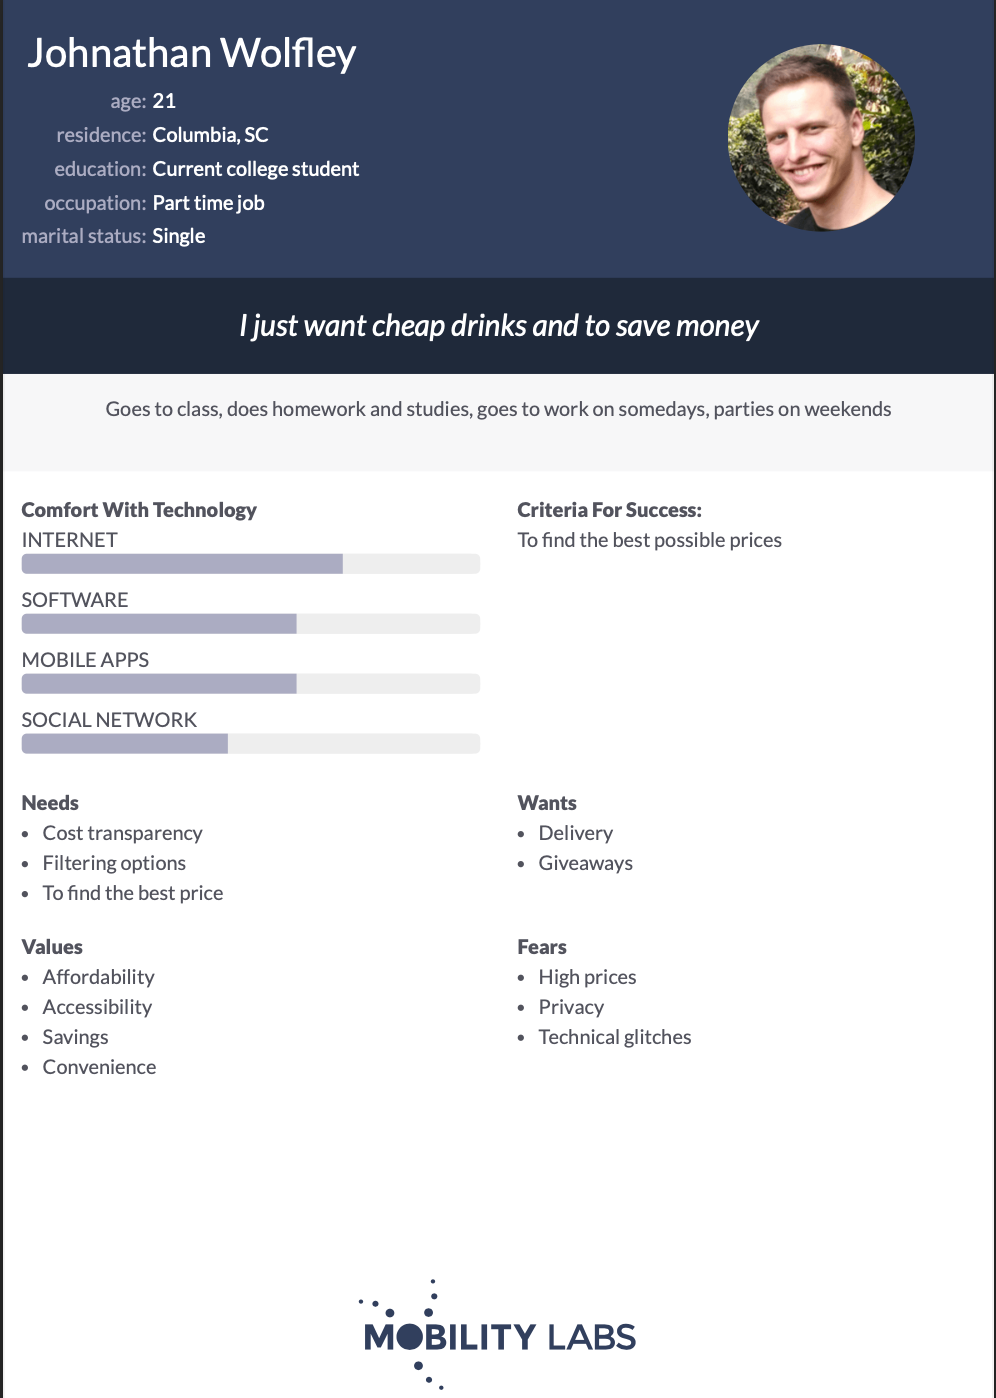 Johnathan Wolfley
age: 21
residence: Columbia, SC
education: Current college student
occupation: Part time job
marital status: Single
I just want cheap drinks and to save money
Goes to class, does homework and studies, goes to work on somedays, parties on weekends
Comfort With Technology
INTERNET
SOFTWARE
MOBILE APPS
SOCIAL NETWORK
Criteria For Success:
To find the best possible prices
Needs
• Cost transparency
• Filtering options
• To find the best price
Wants
• Delivery
• Giveaways
Values
• Affordability
• Accessibility
• Savings
• Convenience
Fears
• High prices
• Privacy
• Technical glitches
MOBILITY LABS